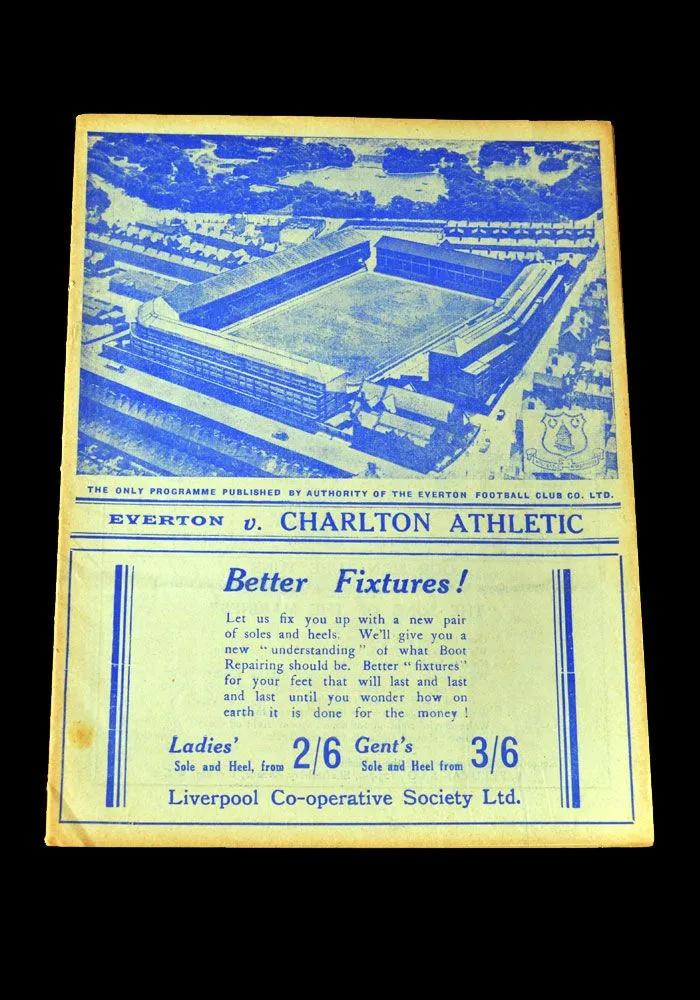 THE ONLY PROGRAMME PUBLISHED BY AUTHORITY OF THE EVERTON FOOTBALL CLUB CO. LTD.
EVERTON v. CHARLTON ATHLETIC
Better Fixtures!
Let us fix you up with a new pair
of soles and heels. We'll give you a
new "understanding" of what Boot
Repairing should be. Better "fixtures"
for your feet that will last and last
and last until you wonder how on
earth it is done for the money!
Ladies' 2/6 Gent's 3/6
Sole and Heel, from Sole and Heel from
Liverpool Co-operative Society Ltd.